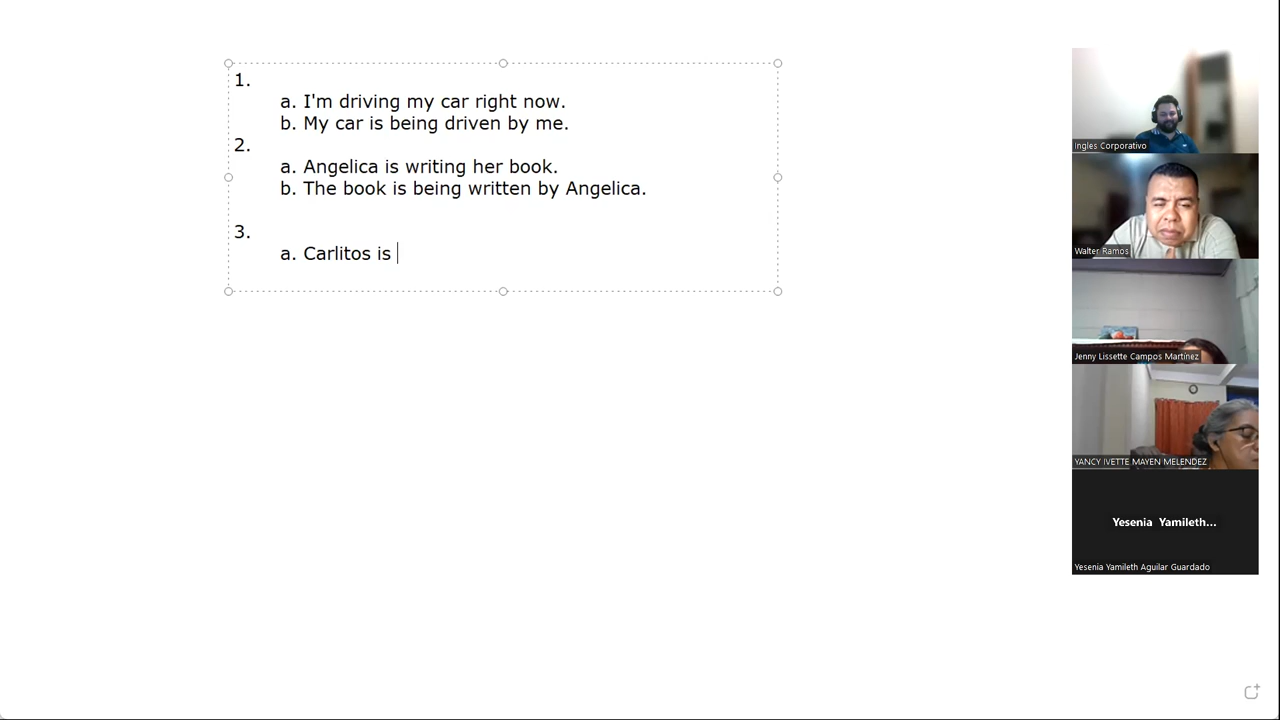 1.
a. I'm driving my car right now.
b. My car is being driven by me.
2.
a. Angelica is writing her book.
b. The book is being written by Angelica.
3.
a. Carlitos is
Ingles Corporativo
Walter Ramos
Jenny Lissette Campos Martínez
YANCY IVETTE MAYEN MELENDEZ
Yesenia Yamileth...
Yesenia Yamileth Aguilar Guardado